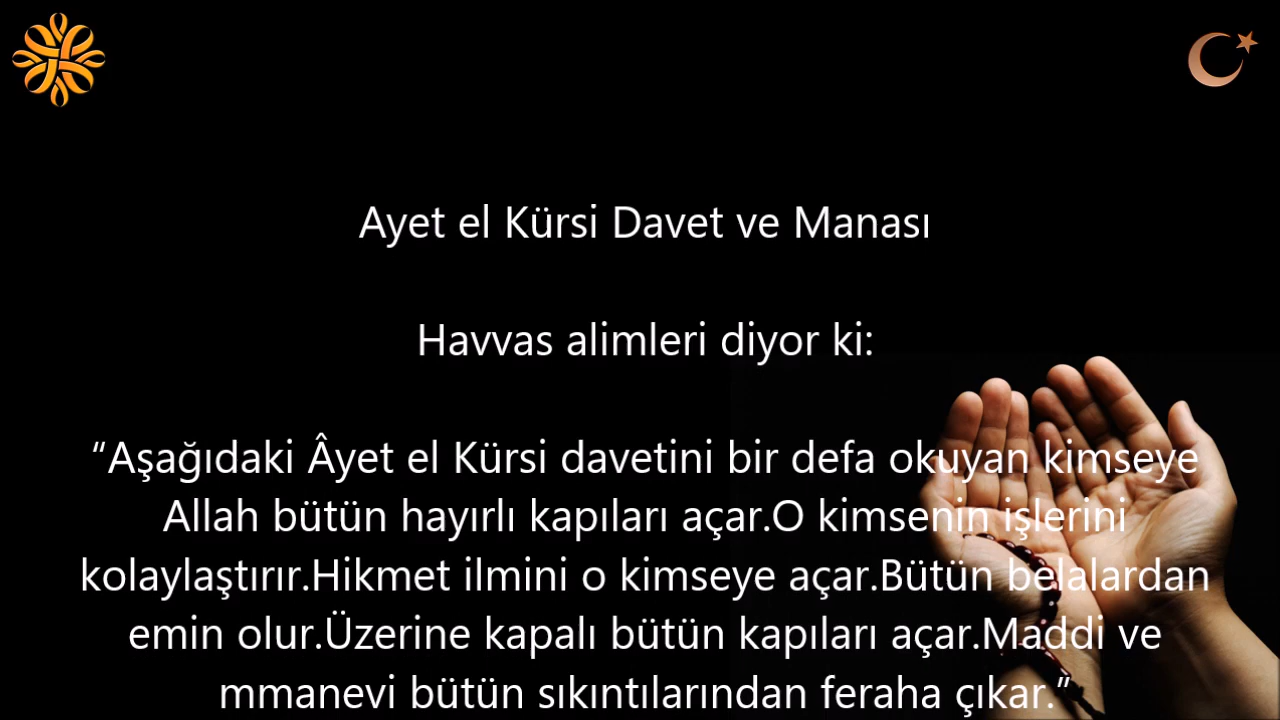 Ayet el Kürsi Davet ve Manası
Havvas alimleri diyor ki:
“Aşağıdaki Âyet el Kürsi davetini bir defa okuyan kimseye
Allah bütün hayırlı kapıları açar.O kimsenin işlerini
kolaylaştırır.Hikmet ilmini o kimseye açar.Bütün belalardan
emin olur.Üzerine kapalı bütün kapıları açar.Maddi ve
mmanevi bütün sıkıntılarından feraha çıkar.”